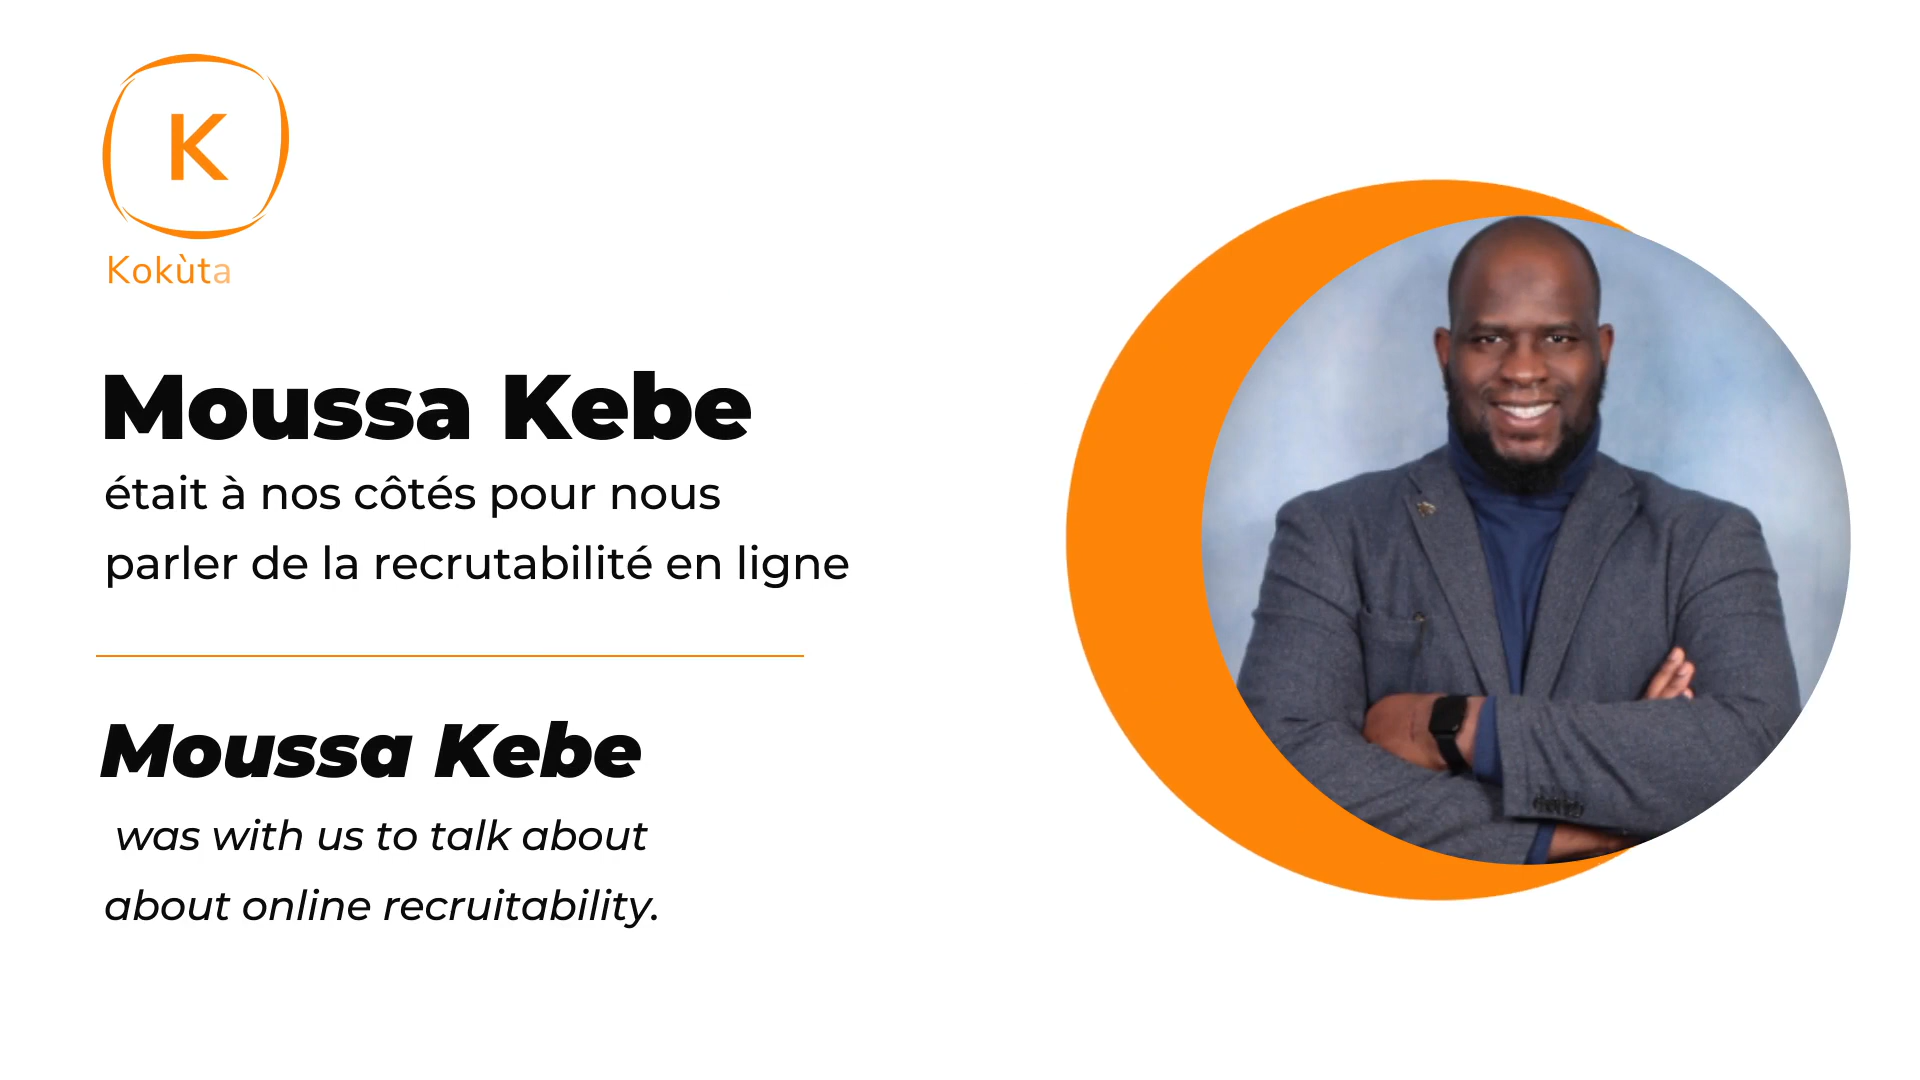 K
Kokùta
Moussa Kebe
était à nos côtés pour nous
parler de la recrutabilité en ligne
Moussa Kebe
was with us to talk about
about online recruitability.